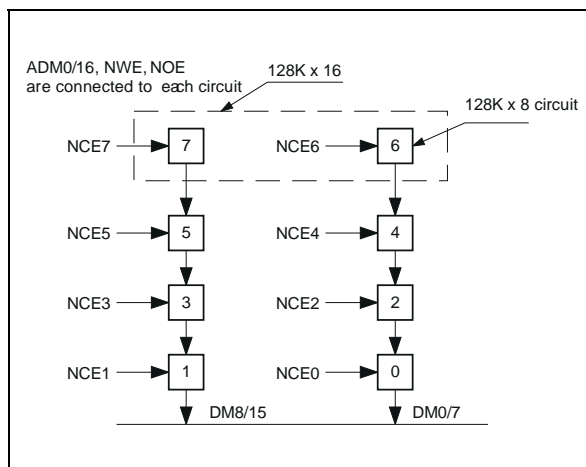 ADM0/16, NWE, NOE
are connected to each circuit
128K x 16
128K x 8 circuit
NCE7
7
NCE6
6
NCE5
5
NCE4
4
NCE3
3
NCE2
2
NCE1
1
NCE0
0
DM8/15
DM0/7